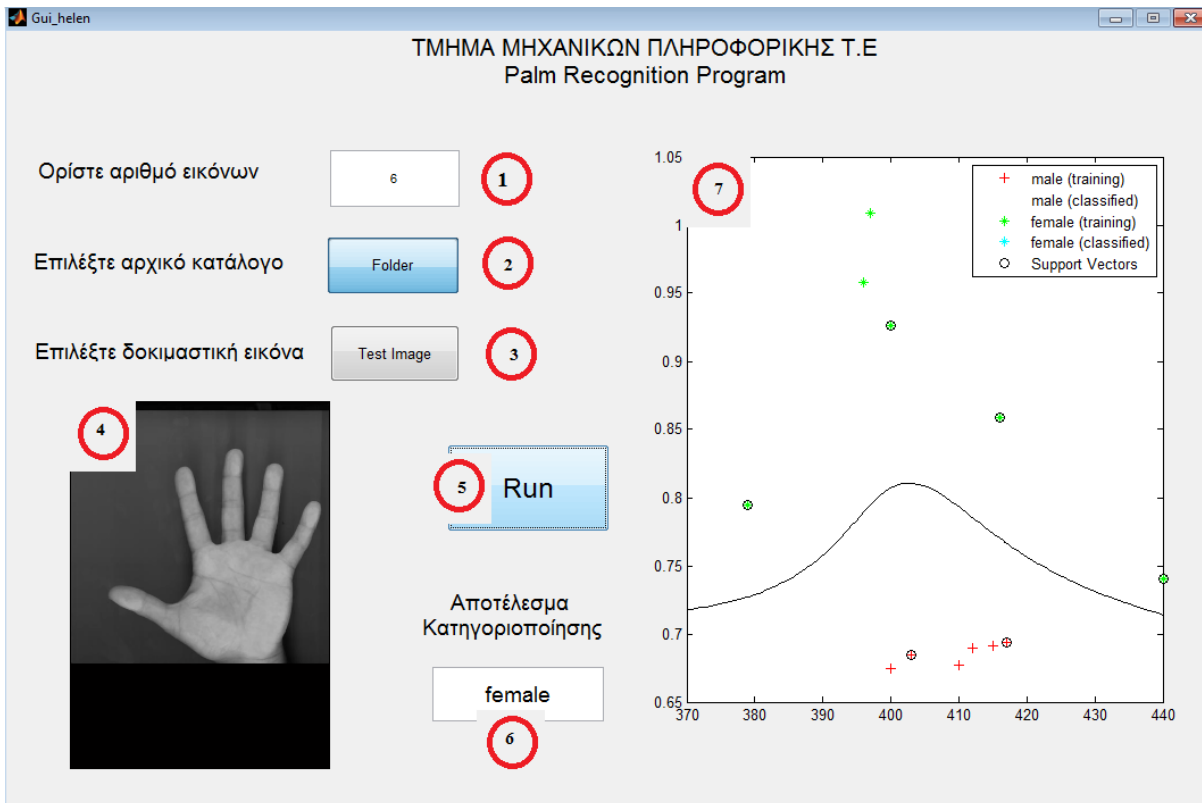 Gui_helen
ΤΜΗΜΑ ΜΗΧΑΝΙΚΩΝ ΠΛΗΡΟΦΟΡΙΚΗΣ Τ.Ε
Palm Recognition Program
Ορίστε αριθμό εικόνων
6
1
Επιλέξτε αρχικό κατάλογο
Folder
2
Επιλέξτε δοκιμαστική εικόνα
Test Image
3
4
5
Run
Αποτέλεσμα
Κατηγοριοποίησης
female
6
7
male (training)
male (classified)
female (training)
female (classified)
Support Vectors
1.05
1
0.95
0.9
0.85
0.8
0.75
0.7
0.65
370 380 390 400 410 420 430 440